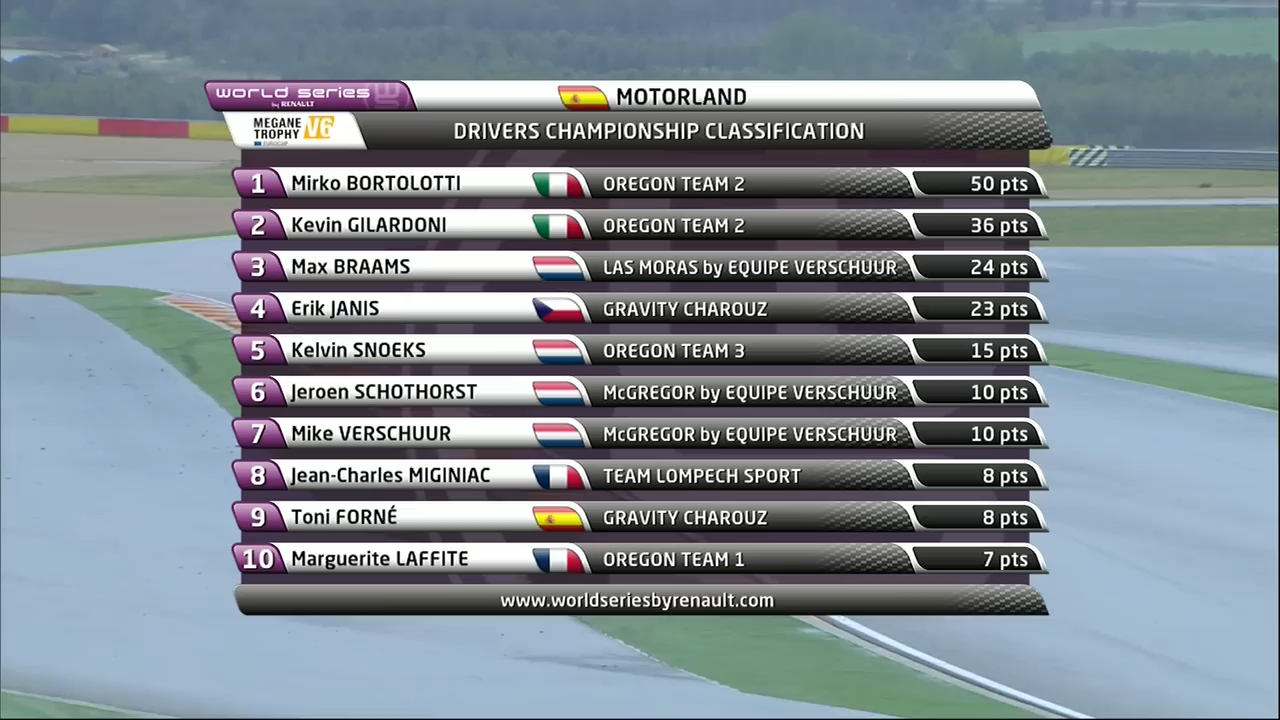 world series
by RENAULT
MOTORLAND
MEGANE
TROPHY V6
EUROCUP
DRIVERS CHAMPIONSHIP CLASSIFICATION
1 Mirko BORTOLOTTI OREGON TEAM 2 50 pts
2 Kevin GILARDONI OREGON TEAM 2 36 pts
3 Max BRAAMS LAS MORAS by EQUIPE VERSCHUUR 24 pts
4 Erik JANIS GRAVITY CHAROUZ 23 pts
5 Kelvin SNOEKS OREGON TEAM 3 15 pts
6 Jeroen SCHOTHORST McGREGOR by EQUIPE VERSCHUUR 10 pts
7 Mike VERSCHUUR McGREGOR by EQUIPE VERSCHUUR 10 pts
8 Jean-Charles MIGINIAC TEAM LOMPECH SPORT 8 pts
9 Toni FORNÉ GRAVITY CHAROUZ 8 pts
10 Marguerite LAFFITE OREGON TEAM 1 7 pts
www.worldseriesbyrenault.com